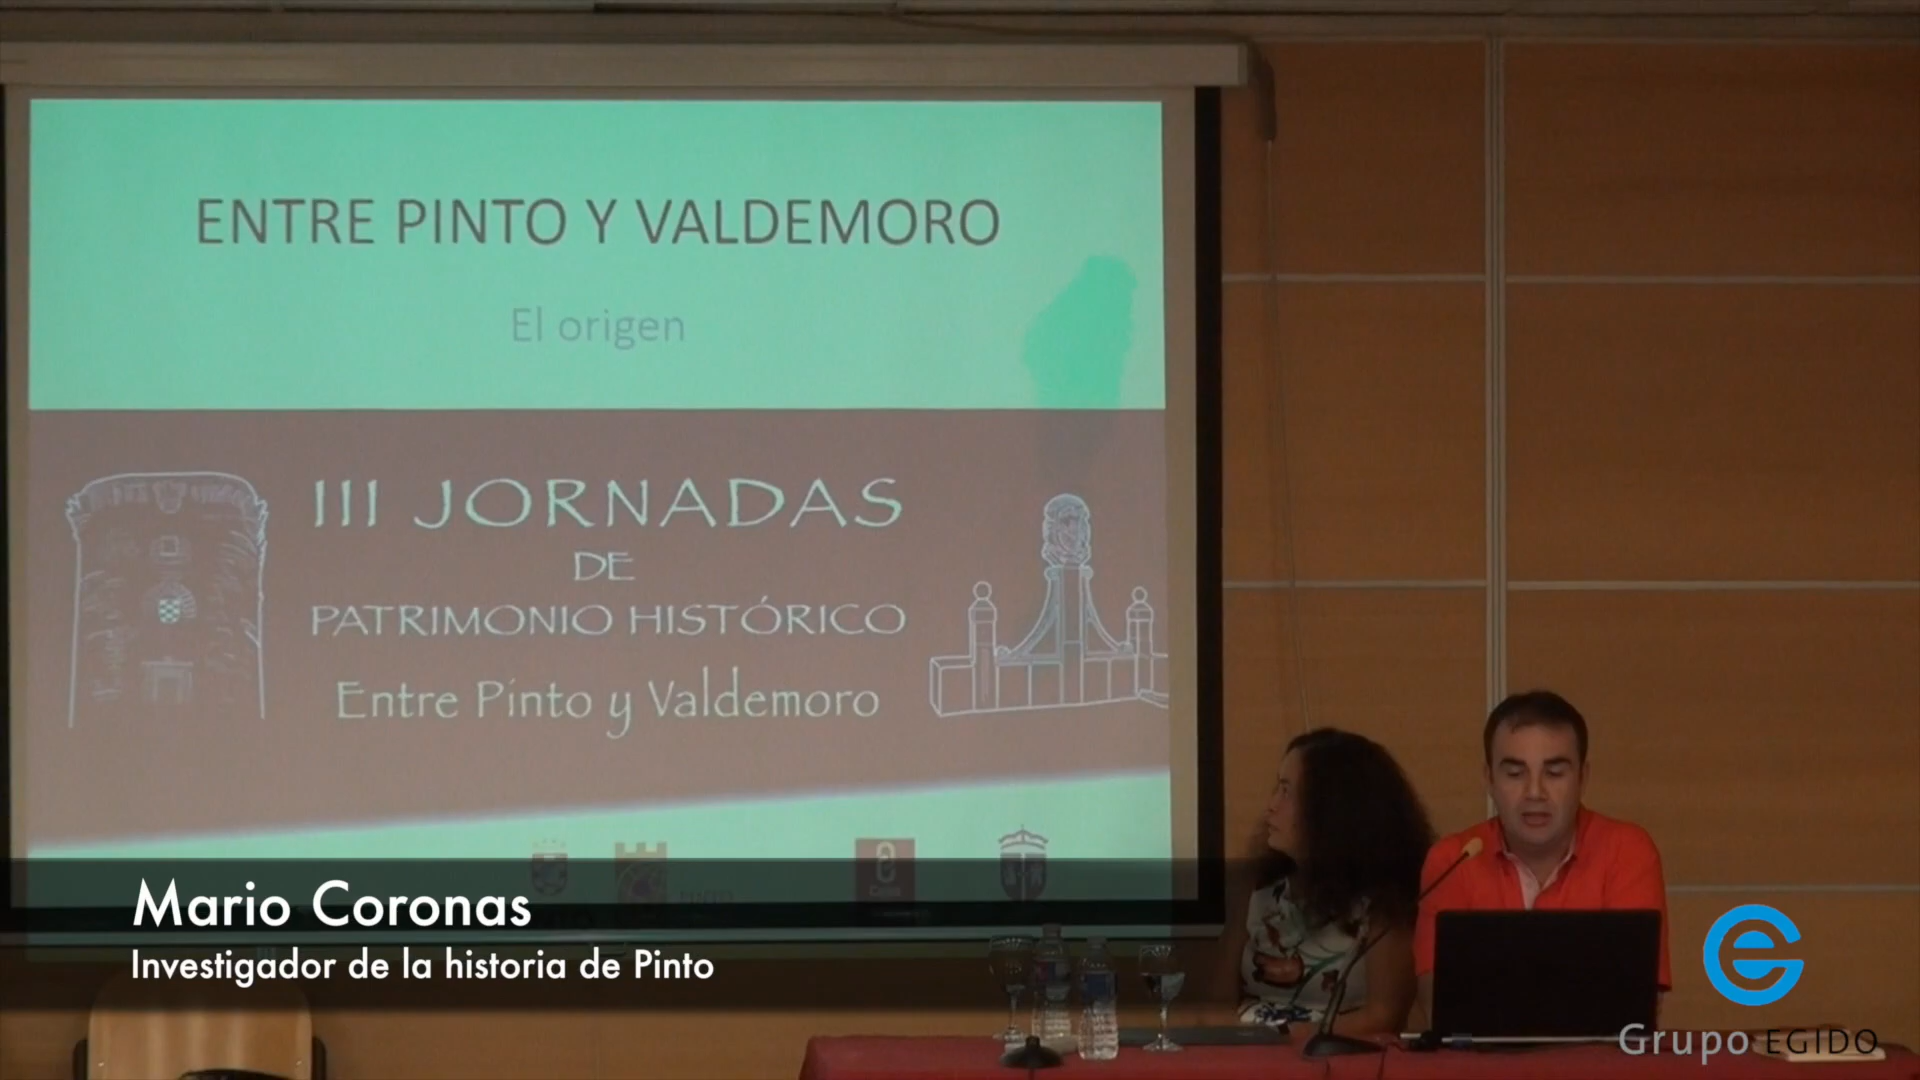 ENTRE PINTO Y VALDEMORO
El origen
III JORNADAS
DE
PATRIMONIO HISTÓRICO
Entre Pinto y Valdemoro
Mario Coronas
Investigador de la historia de Pinto
Grupo EGIDO